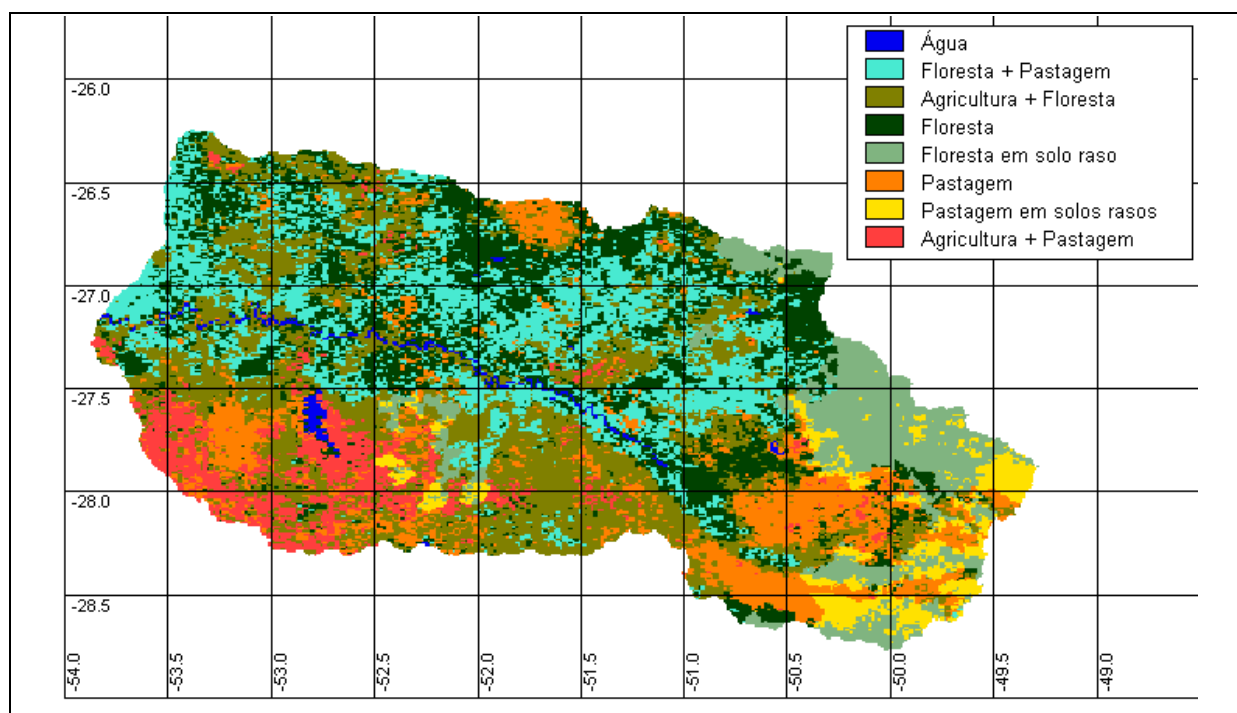 Água
Floresta + Pastagem
Agricultura + Floresta
Floresta
Floresta em solo raso
Pastagem
Pastagem em solos rasos
Agricultura + Pastagem
-26.0
-26.5
-27.0
-27.5
-28.0
-28.5
-54.0
-53.5
-53.0
-52.5
-52.0
-51.5
-51.0
-50.5
-50.0
-49.5
-49.0